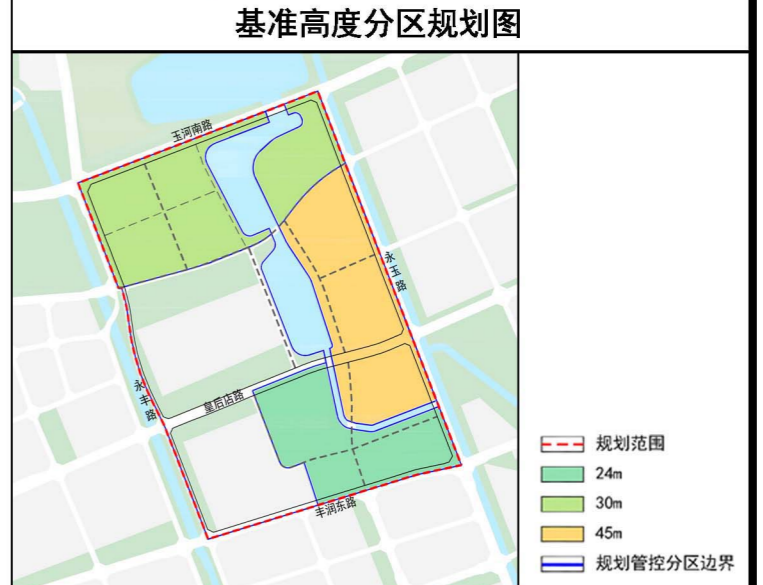 基准高度分区规划图
玉河南路
永玉路
永丰路
皇后店路
丰润东路
规划范围
24m
30m
45m
规划管控分区边界